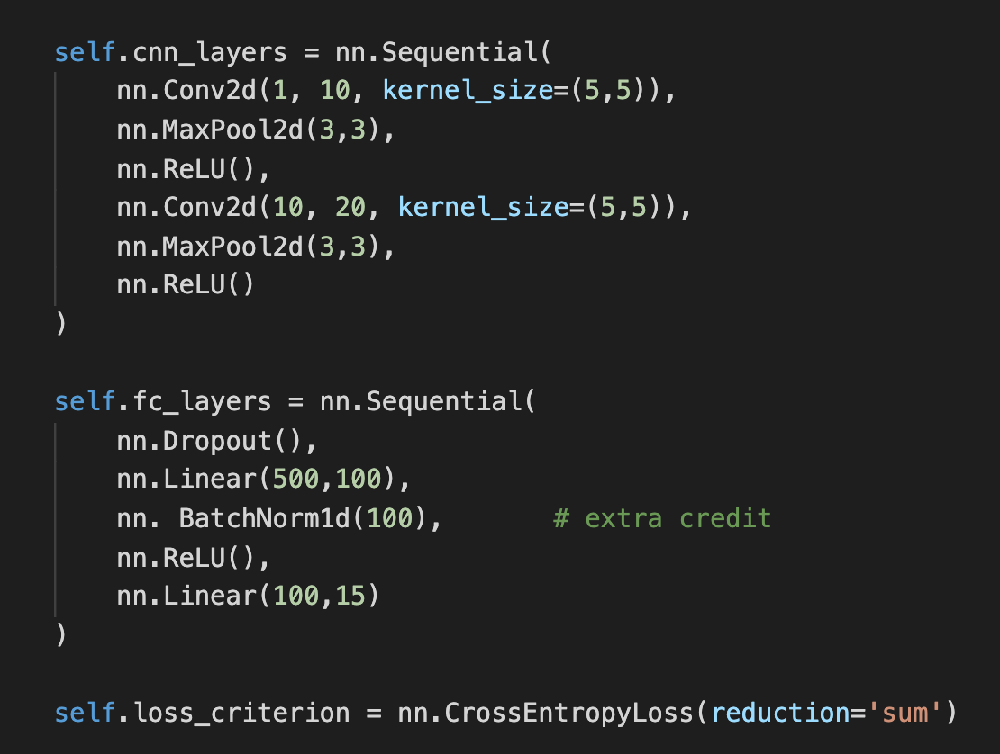 self.cnn_layers = nn.Sequential(
    nn.Conv2d(1, 10, kernel_size=(5,5)),
    nn.MaxPool2d(3,3),
    nn.ReLU(),
    nn.Conv2d(10, 20, kernel_size=(5,5)),
    nn.MaxPool2d(3,3),
    nn.ReLU()
)
self.fc_layers = nn.Sequential(
    nn.Dropout(),
    nn.Linear(500,100),
    nn. BatchNorm1d(100),       # extra credit
    nn.ReLU(),
    nn.Linear(100,15)
)
self.loss_criterion = nn.CrossEntropyLoss(reduction='sum')